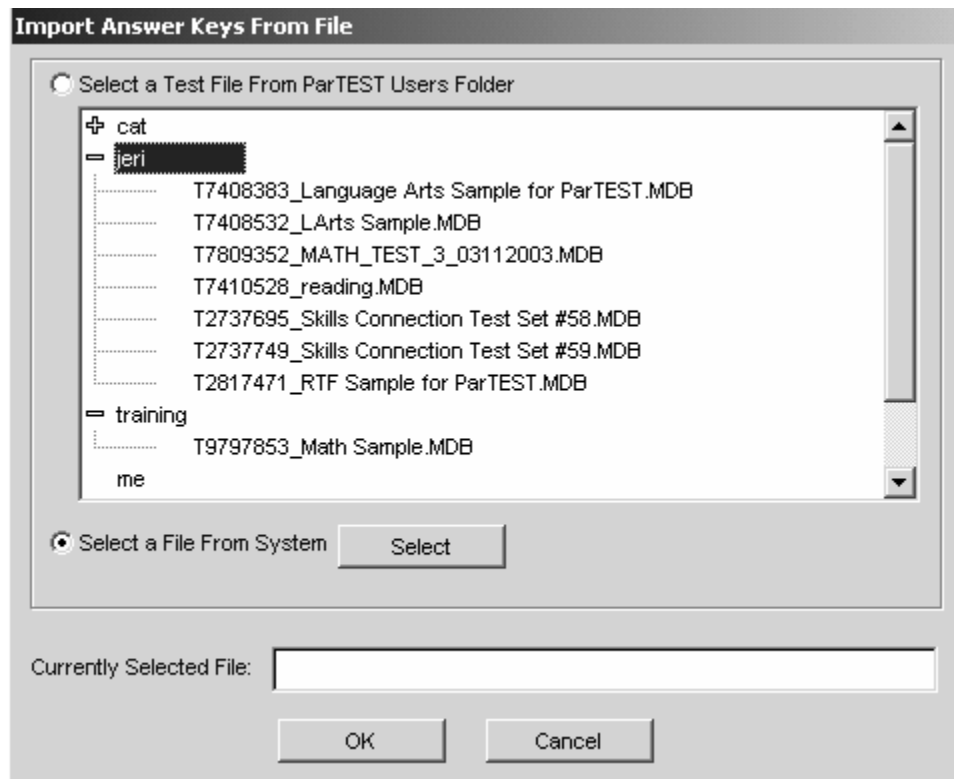 Import Answer Keys From File
Select a Test File From ParTEST Users Folder
cat
jeri
T7408383_Language Arts Sample for ParTEST.MDB
T7408532_LArts Sample.MDB
T7809352_MATH_TEST_3_03112003.MDB
T7410528_reading.MDB
T2737695_Skills Connection Test Set #58.MDB
T2737749_Skills Connection Test Set #59.MDB
T2817471_RTF Sample for ParTEST.MDB
training
T9797853_Math Sample.MDB
me
Select a File From System Select
Currently Selected File:
OK Cancel